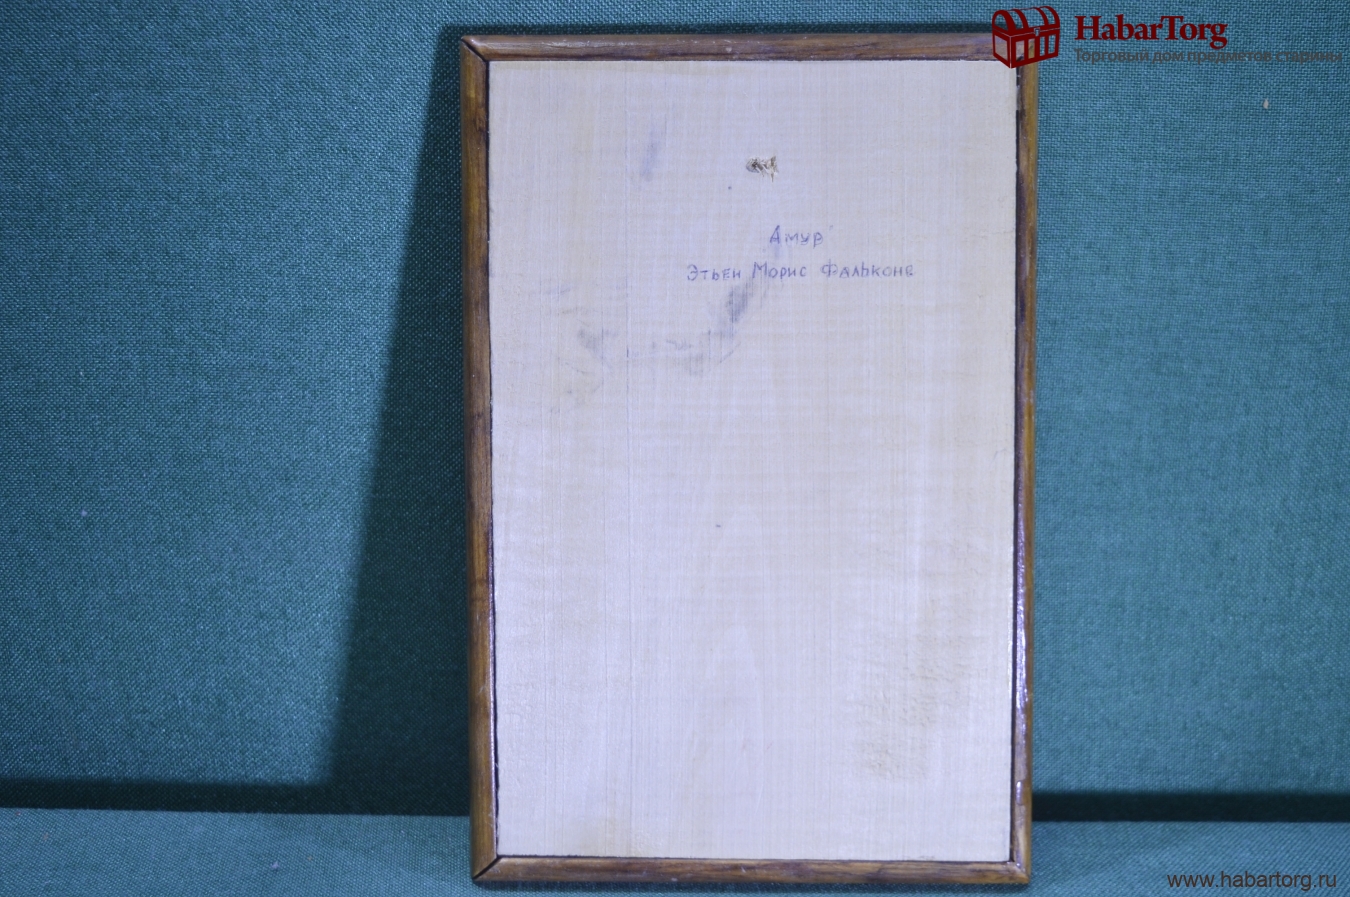 HabarTorg
Торговый дом предметов старины
Амур
Этьен Морис Фальконе
www.habartorg.ru